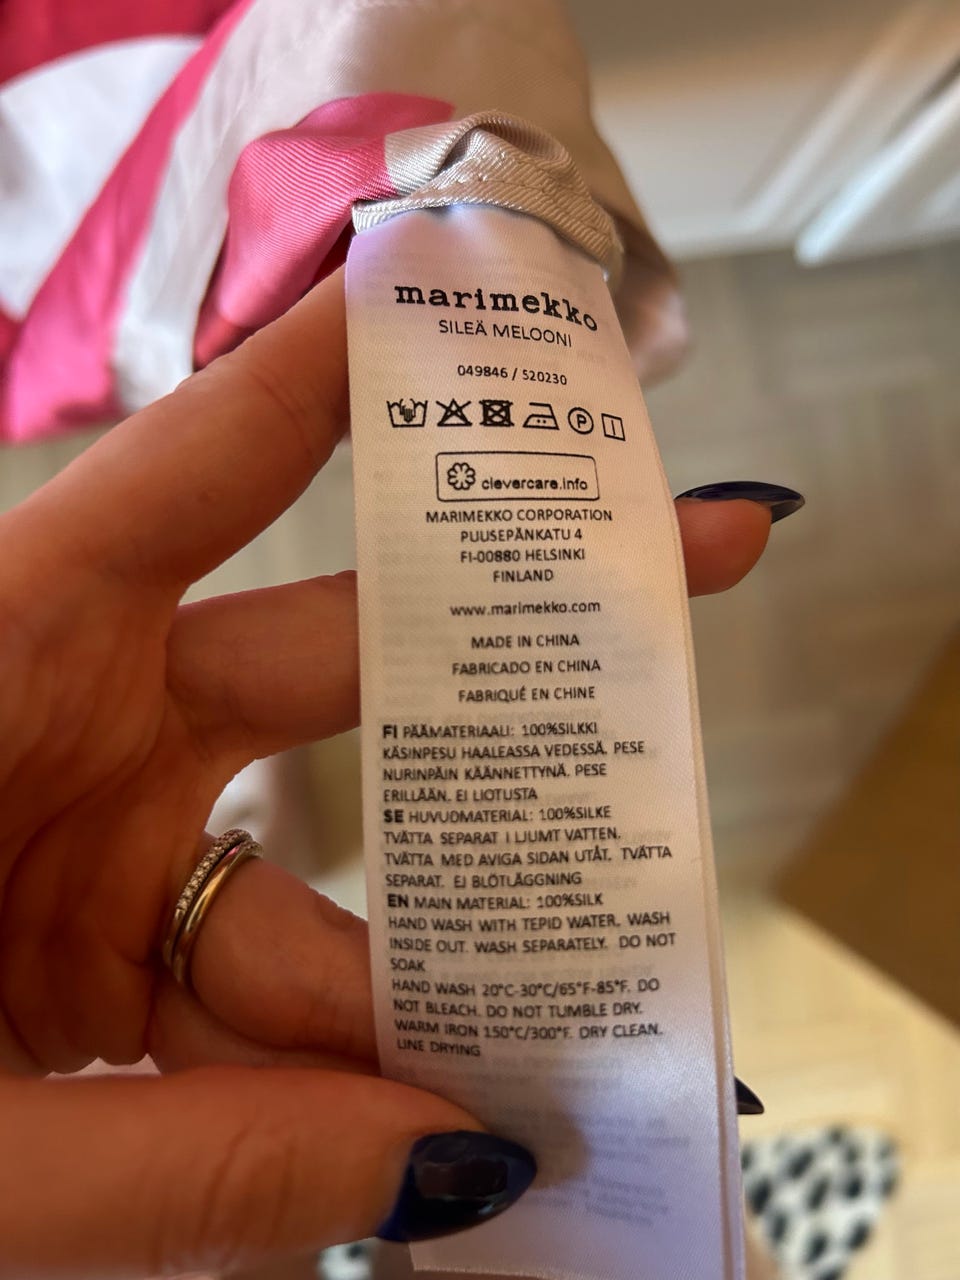 marimekko
SILEÄ MELOONI
049846 / S20230
P
clevercare.info
MARIMEKKO CORPORATION
PUUSEPÄNKATU 4
FI-00880 HELSINKI
FINLAND
www.marimekko.com
MADE IN CHINA
FABRICADO EN CHINA
FABRIQUÉ EN CHINE
FI PÄÄMATERIAALI: 100%SILKKI
KÄSINPESU HAALEASSA VEDESSÄ. PESE
NURINPÄIN KÄÄNNETTYNÄ. PESE
ERILLÄÄN. EI LIOTUSTA
SE HUVUDMATERIAL: 100%SILKE
TVÄTTA SEPARAT I LJUMT VATTEN.
TVÄTTA MED AVIGA SIDAN UTÅT. TVÄTTA
SEPARAT. EJ BLÖTLÄGGNING
EN MAIN MATERIAL: 100%SILK
HAND WASH WITH TEPID WATER. WASH
INSIDE OUT. WASH SEPARATELY. DO NOT
SOAK
HAND WASH 20°C-30°C/65°F-85°F. DO
NOT BLEACH. DO NOT TUMBLE DRY.
WARM IRON 150°C/300°F. DRY CLEAN.
LINE DRYING